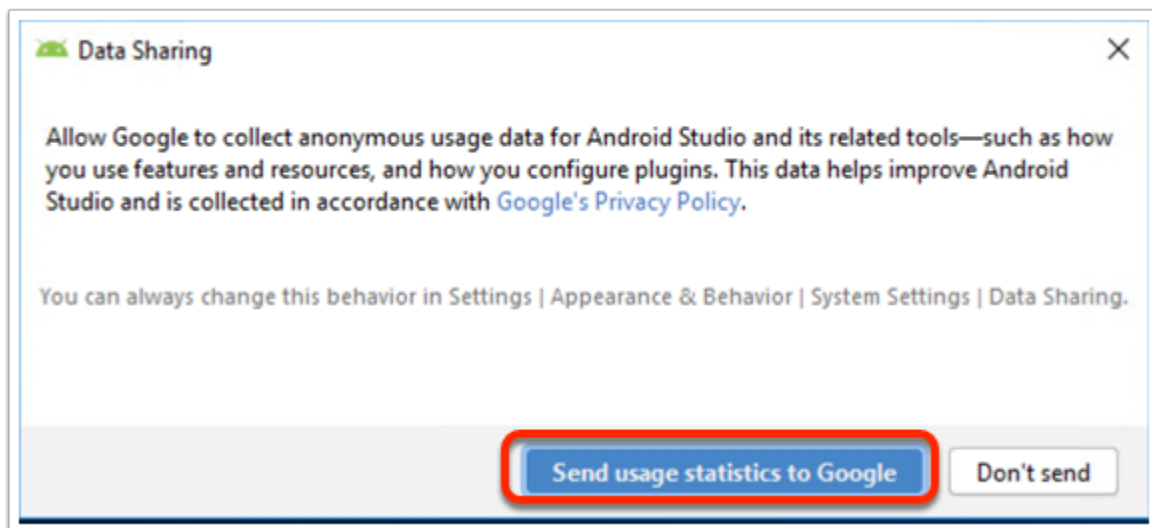 Data Sharing
Allow Google to collect anonymous usage data for Android Studio and its related tools—such as how
you use features and resources, and how you configure plugins. This data helps improve Android
Studio and is collected in accordance with Google's Privacy Policy.
You can always change this behavior in Settings | Appearance & Behavior | System Settings | Data Sharing.
Send usage statistics to Google Don't send